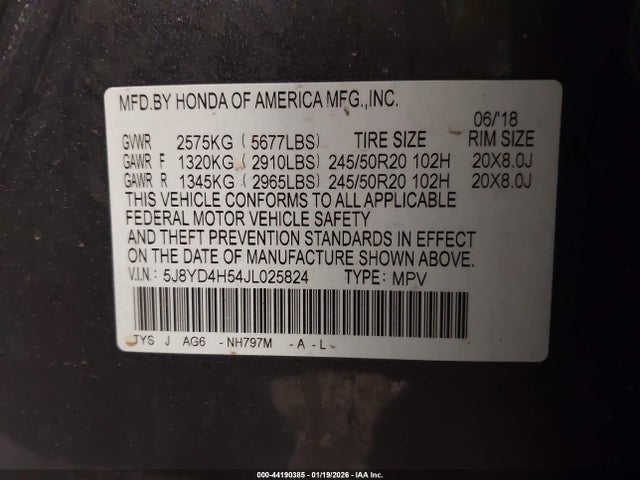 MFD.BY HONDA OF AMERICA MFG.,INC.
06/'18
GVWR 2575KG ( 5677LBS) TIRE SIZE RIM SIZE
GAWR F 1320KG ( 2910LBS) 245/50R20 102H 20X8.0J
GAWR R 1345KG ( 2965LBS) 245/50R20 102H 20X8.0J
THIS VEHICLE CONFORMS TO ALL APPLICABLE
FEDERAL MOTOR VEHICLE SAFETY
AND THEFT PREVENTION STANDARDS IN EFFECT
ON THE DATE OF MANUFACTURE SHOWN ABOVE.
V.I.N.: 5J8YD4H54JL025824 TYPE: MPV
TYS J AG6 -NH797M -A-L
000-44190385 - 01/19/2026 - IAA Inc.